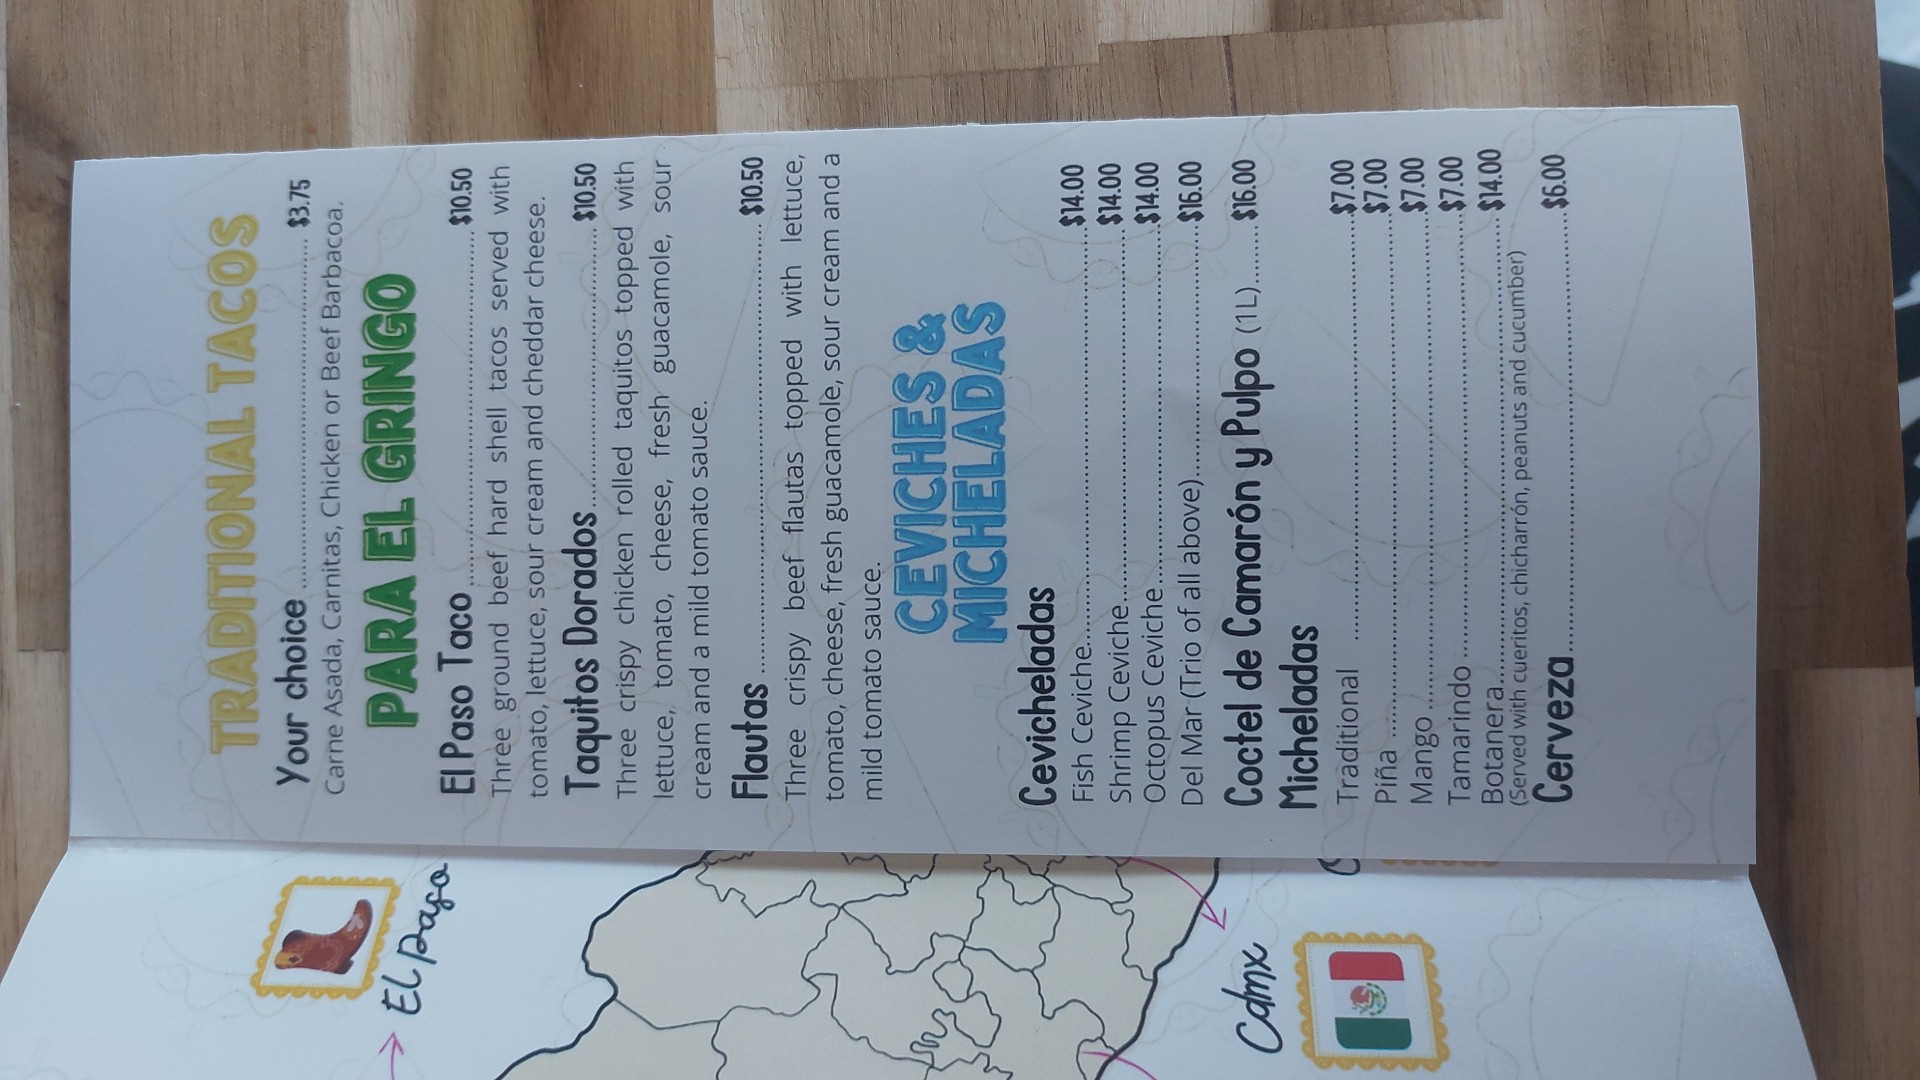 TRADITIONAL TACOS
Your choice ........................ $3.75
Carne Asada, Carnitas, Chicken or Beef Barbacoa.
PARA EL GRINGO
El Paso Taco ........................ $10.50
Three ground beef hard shell tacos served with
tomato, lettuce, sour cream and cheddar cheese.
Taquitos Dorados ........................ $10.50
Three crispy chicken rolled taquitos topped with
lettuce, tomato, cheese, fresh guacamole, sour
cream and a mild tomato sauce.
Flautas ........................ $10.50
Three crispy beef flautas topped with lettuce,
tomato, cheese, fresh guacamole, sour cream and a
mild tomato sauce.
CEVICHES &
MICHELADAS
Cevicheladas
Fish Ceviche ........................ $14.00
Shrimp Ceviche ........................ $14.00
Octopus Ceviche ........................ $14.00
Del Mar (Trio of all above) ........................ $16.00
Coctel de Camarón y Pulpo (1L) ....... $16.00
Micheladas
Traditional ........................ $7.00
Piña ........................ $7.00
Mango ........................ $7.00
Tamarindo ........................ $7.00
Botanera ........................ $14.00
(Served with cueritos, chicharrón, peanuts and cucumber)
Cerveza ........................ $6.00
El paso
Cdmx